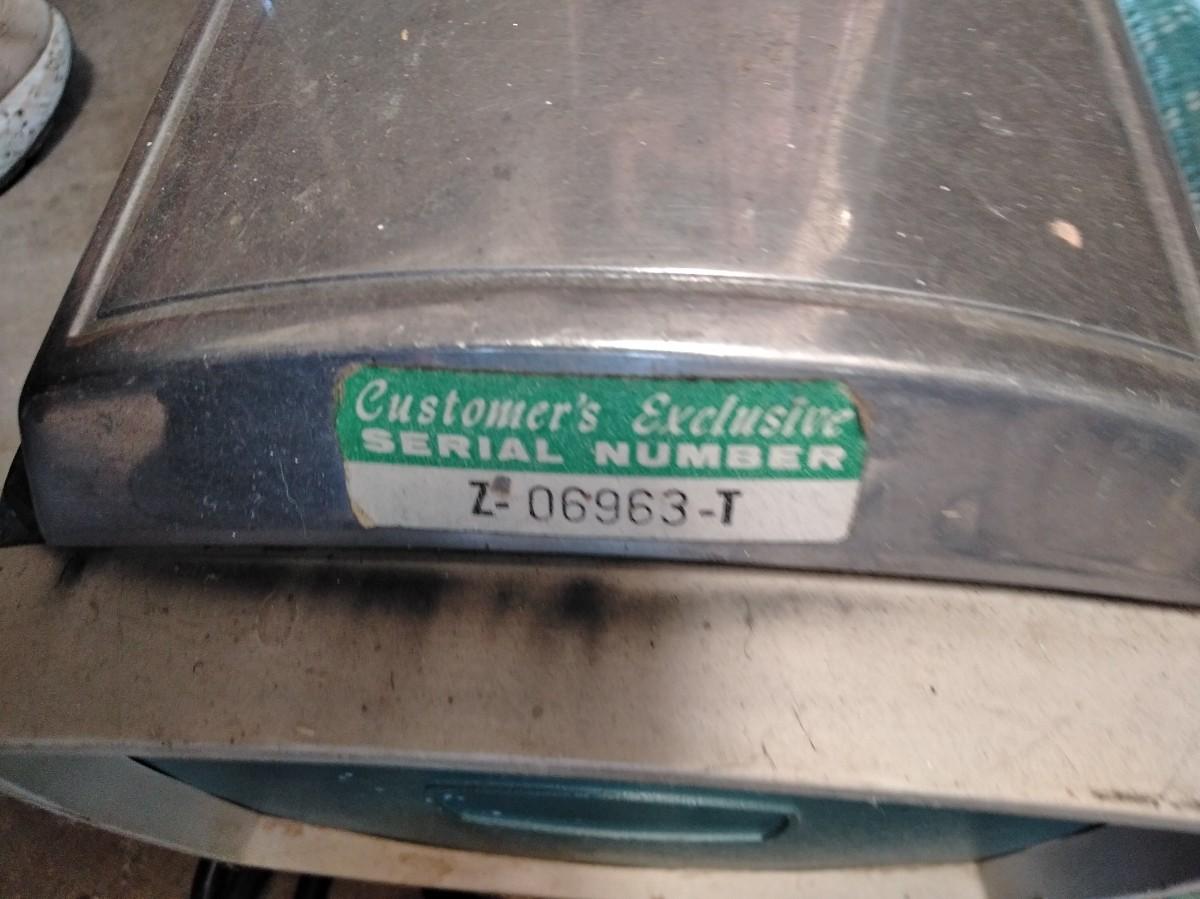 Customer's Exclusive
SERIAL NUMBER
Z-06963-T